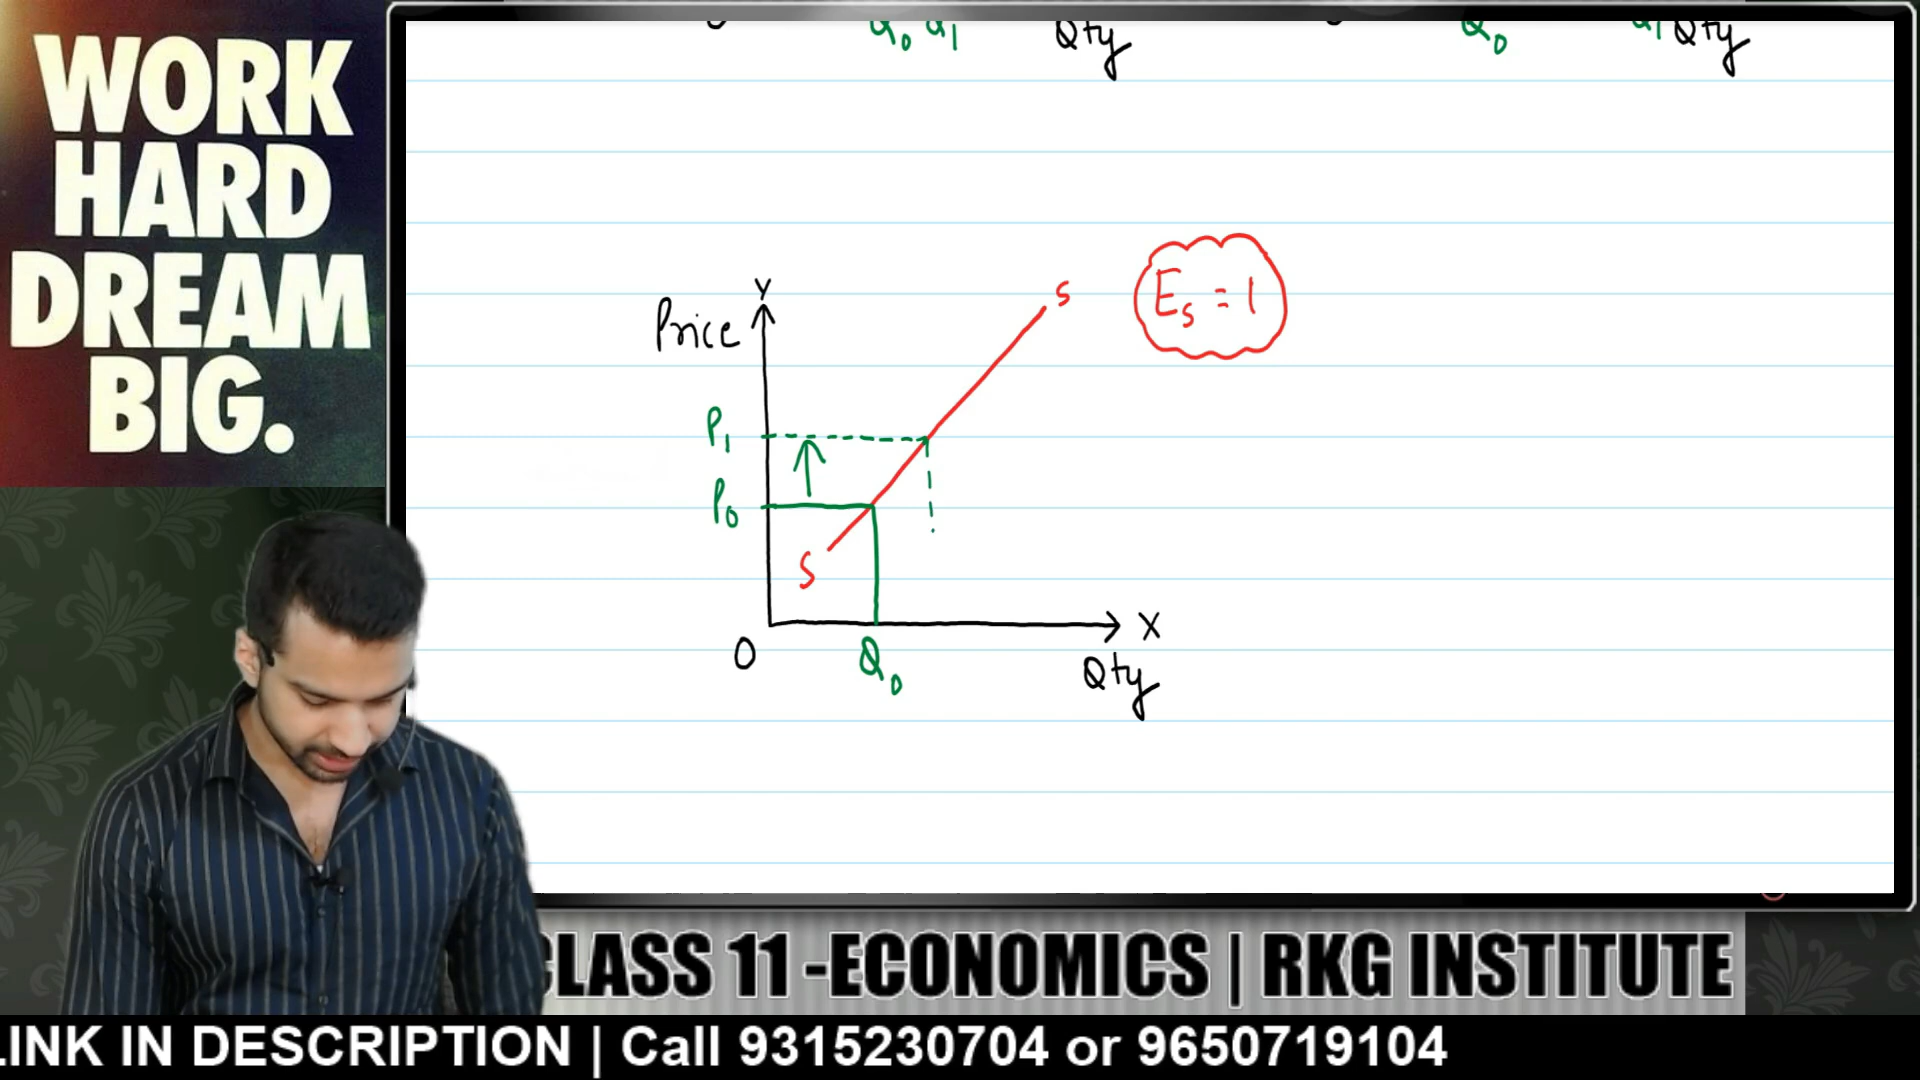 WORK
HARD
DREAM
BIG.
Q₀ Q₁ Qty
Q₀ Q₁ Qty
Y
Price
S
Eₛ = 1
P₁
P₀
S
O
Q₀
X
Qty
CLASS 11 -ECONOMICS | RKG INSTITUTE
LINK IN DESCRIPTION | Call 9315230704 or 9650719104